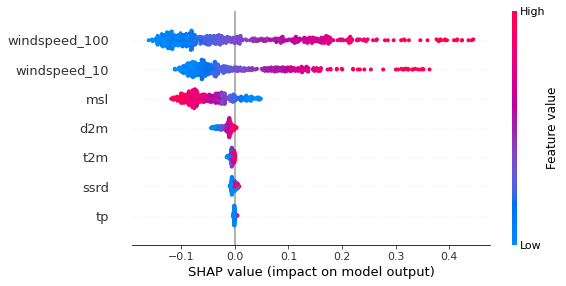 High
windspeed_100
windspeed_10
msl
d2m
t2m
ssrd
tp
Feature value
Low
−0.1 0.0 0.1 0.2 0.3 0.4
SHAP value (impact on model output)